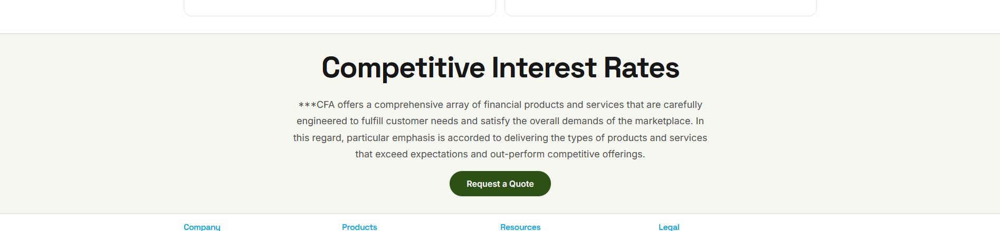 Competitive Interest Rates
***CFA offers a comprehensive array of financial products and services that are carefully
engineered to fulfill customer needs and satisfy the overall demands of the marketplace. In
this regard, particular emphasis is accorded to delivering the types of products and services
that exceed expectations and out-perform competitive offerings.
Request a Quote
Company Products Resources Legal